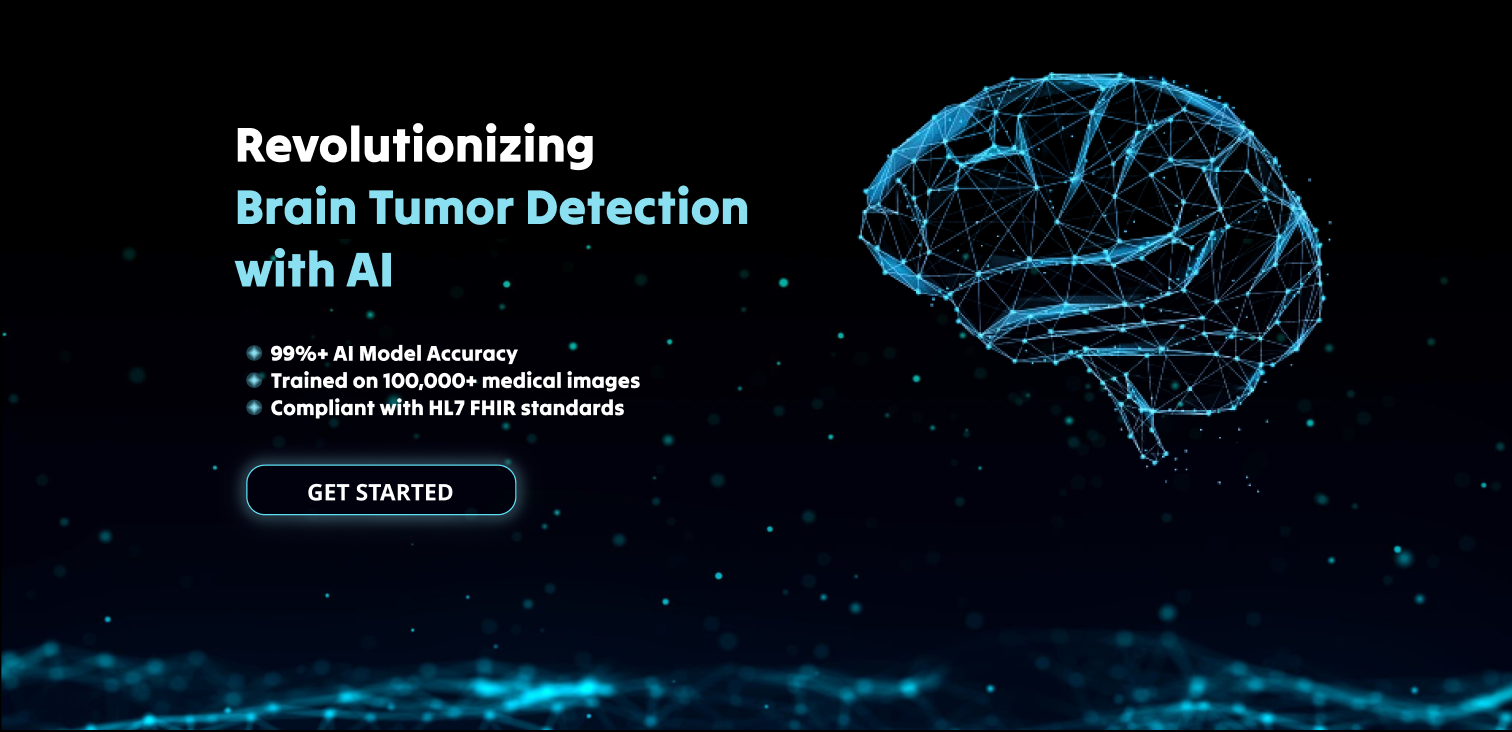 Revolutionizing
Brain Tumor Detection
with AI
99%+ AI Model Accuracy
Trained on 100,000+ medical images
Compliant with HL7 FHIR standards
GET STARTED